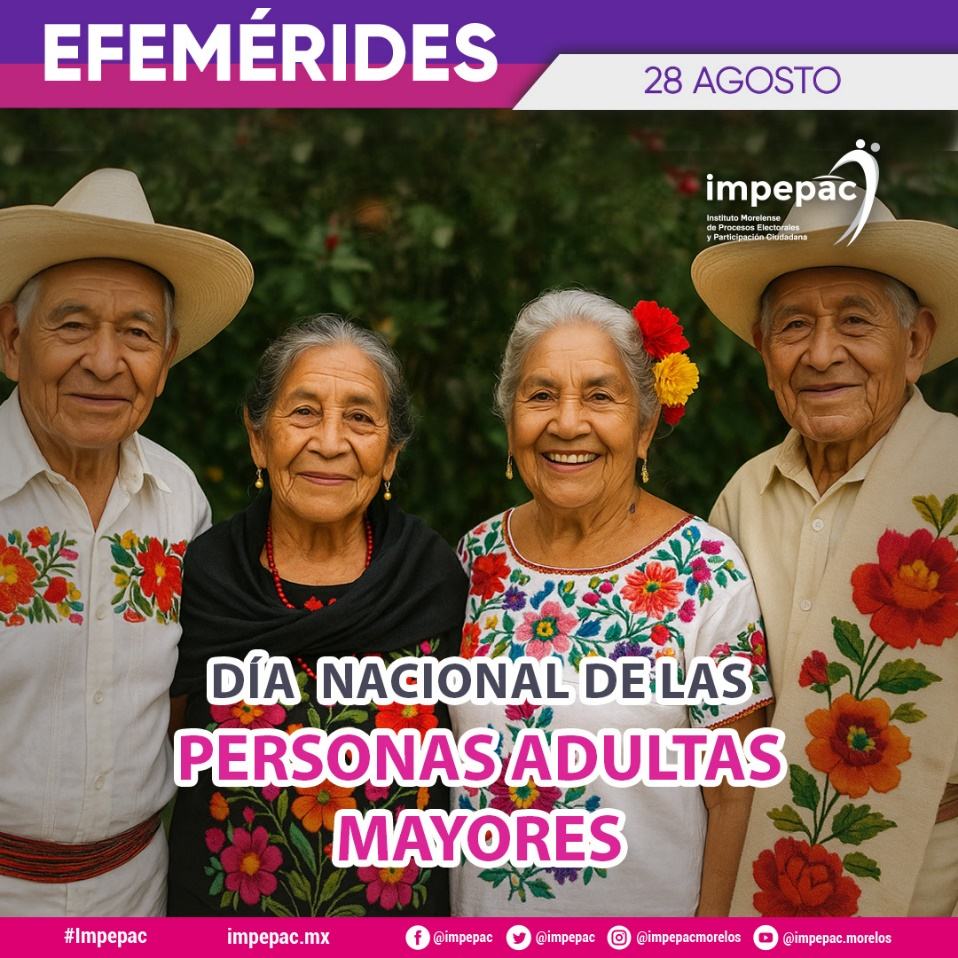 EFEMÉRIDES
28 AGOSTO
impepac
Instituto Morelense
de Procesos Electorales
y Participación Ciudadana
DÍA NACIONAL DE LAS
PERSONAS ADULTAS
MAYORES
#Impepac
impepac.mx
@impepac
@impepac
@impepacmorelos
@impepac.morelos